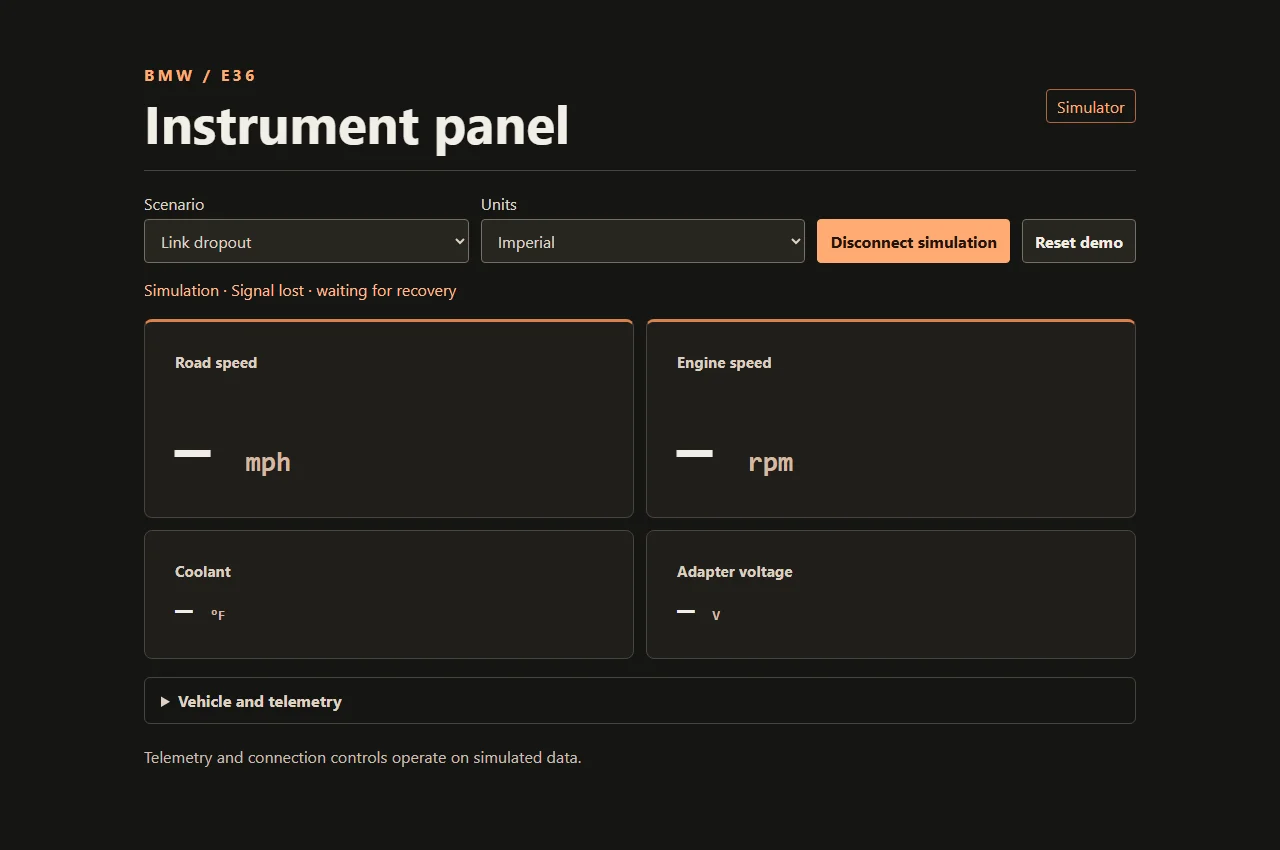 BMW / E36
Instrument panel
Simulator
Scenario
Units
Link dropout
Imperial
Disconnect simulation
Reset demo
Simulation · Signal lost · waiting for recovery
Road speed
Engine speed
— mph
— rpm
Coolant
Adapter voltage
— °F
— V
Vehicle and telemetry
Telemetry and connection controls operate on simulated data.